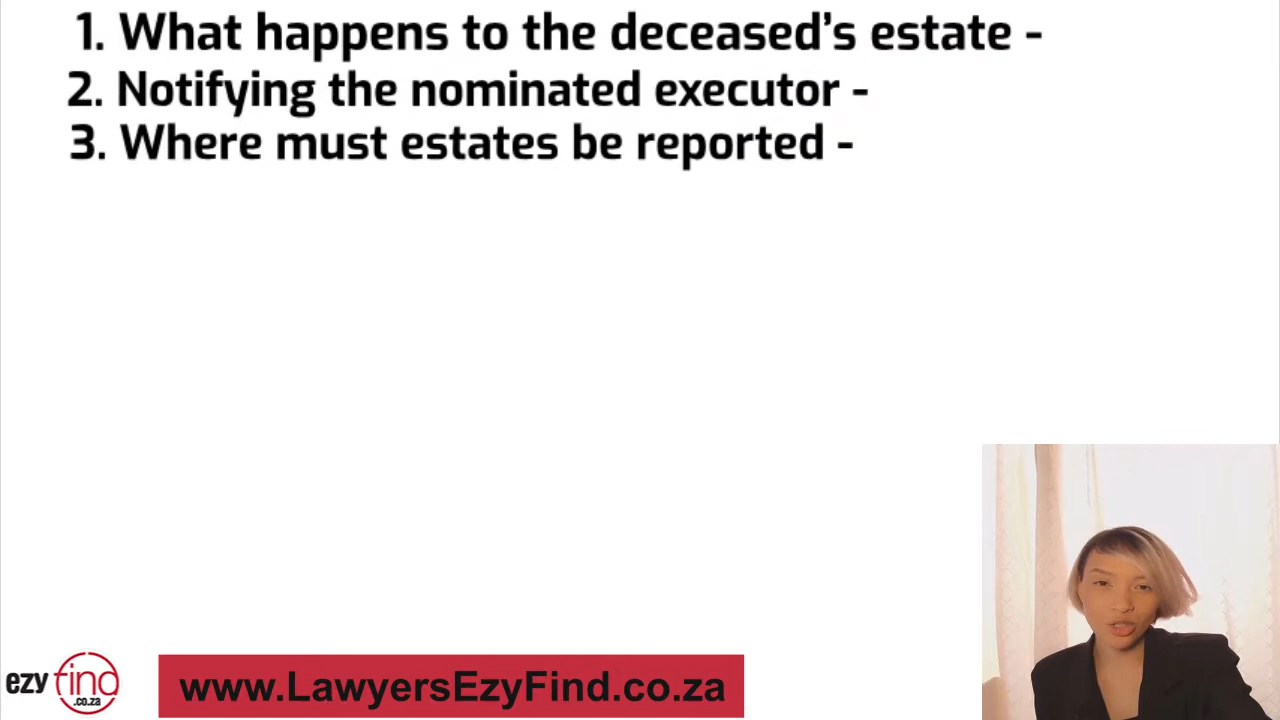 1. What happens to the deceased’s estate -
2. Notifying the nominated executor -
3. Where must estates be reported -
ezy find
.co.za
www.LawyersEzyFind.co.za